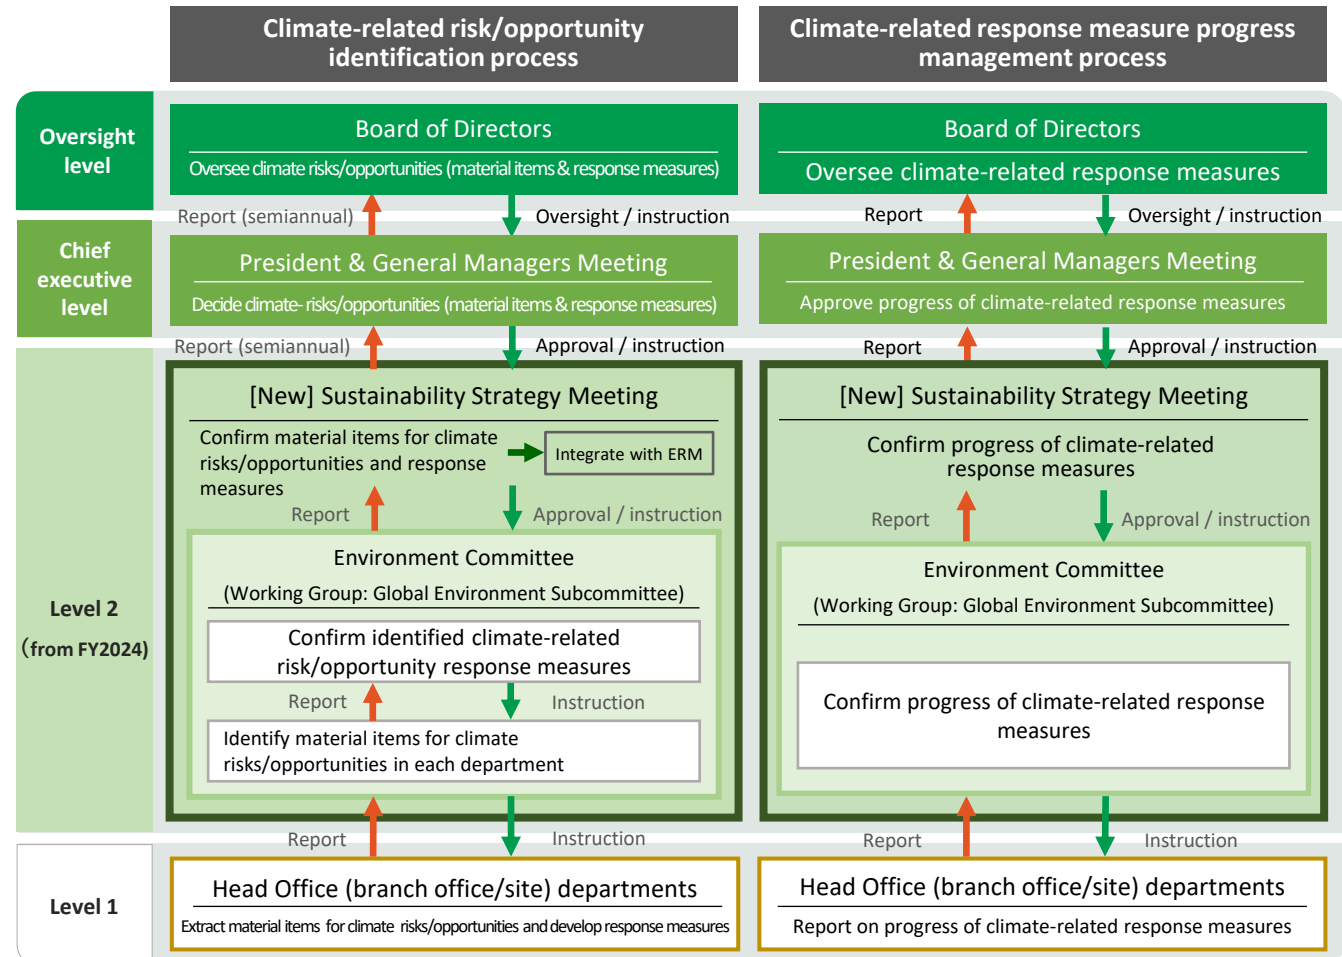 Climate-related risk/opportunity
identification process
Climate-related response measure progress
management process
Oversight
level
Board of Directors
Oversee climate risks/opportunities (material items & response measures)
Board of Directors
Oversee climate-related response measures
Report (semiannual)
Oversight / instruction
Report
Oversight / instruction
Chief
executive
level
President & General Managers Meeting
Decide climate- risks/opportunities (material items & response measures)
President & General Managers Meeting
Approve progress of climate-related response measures
Report (semiannual)
Approval / instruction
Report
Approval / instruction
Level 2
(from FY2024)
[New] Sustainability Strategy Meeting
Confirm material items for climate
risks/opportunities and response
measures
Integrate with ERM
Report
Approval / instruction
Environment Committee
(Working Group: Global Environment Subcommittee)
Confirm identified climate-related
risk/opportunity response measures
Report
Instruction
Identify material items for climate
risks/opportunities in each department
[New] Sustainability Strategy Meeting
Confirm progress of climate-related
response measures
Report
Approval / instruction
Environment Committee
(Working Group: Global Environment Subcommittee)
Confirm progress of climate-related response
measures
Report
Instruction
Report
Instruction
Level 1
Head Office (branch office/site) departments
Extract material items for climate risks/opportunities and develop response measures
Head Office (branch office/site) departments
Report on progress of climate-related response measures